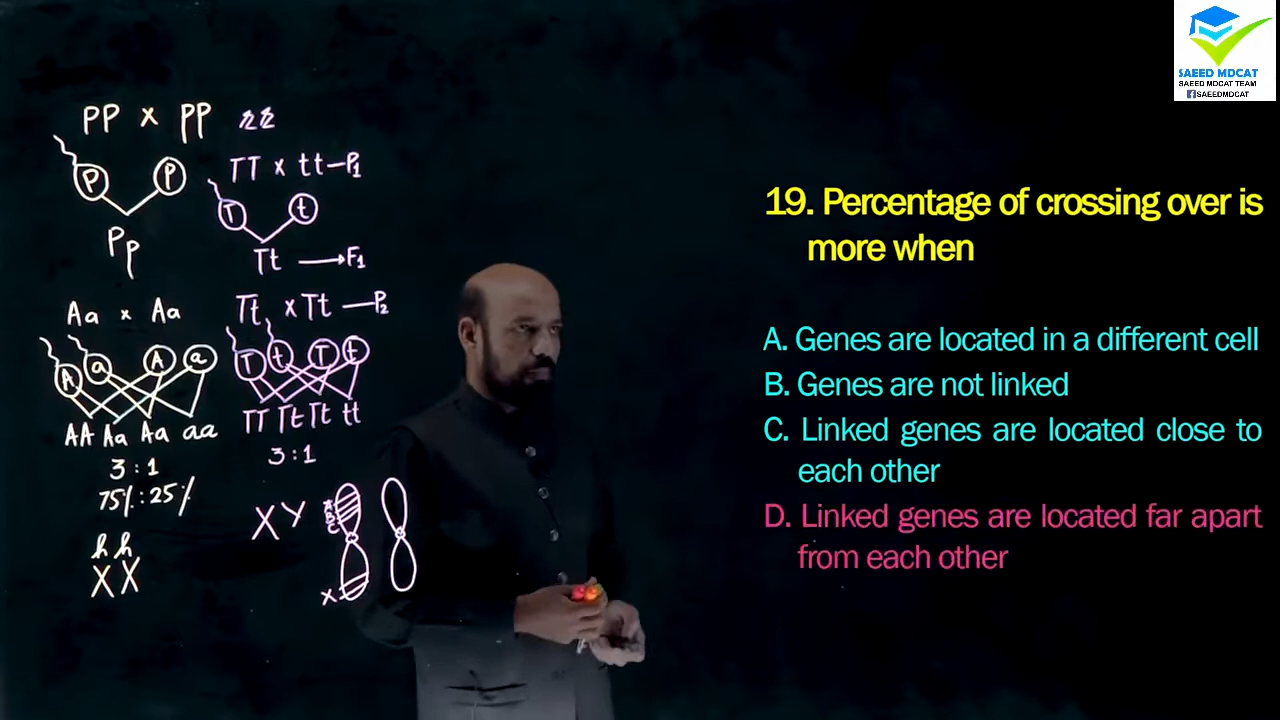 SAEED MDCAT
SAEED MDCAT TEAM
SAEEDMDCAT
PP x pp
TT x tt – P₁
P P
T t
Pp
Tt → F₁
Aa x Aa
Tt x Tt – P₂
A a A a
T t T t
AA Aa Aa aa
TT Tt Tt tt
3:1
3:1
75%:25%
XY
A
B
C
h h
X X
X
19. Percentage of crossing over is
more when
A. Genes are located in a different cell
B. Genes are not linked
C. Linked genes are located close to
each other
D. Linked genes are located far apart
from each other